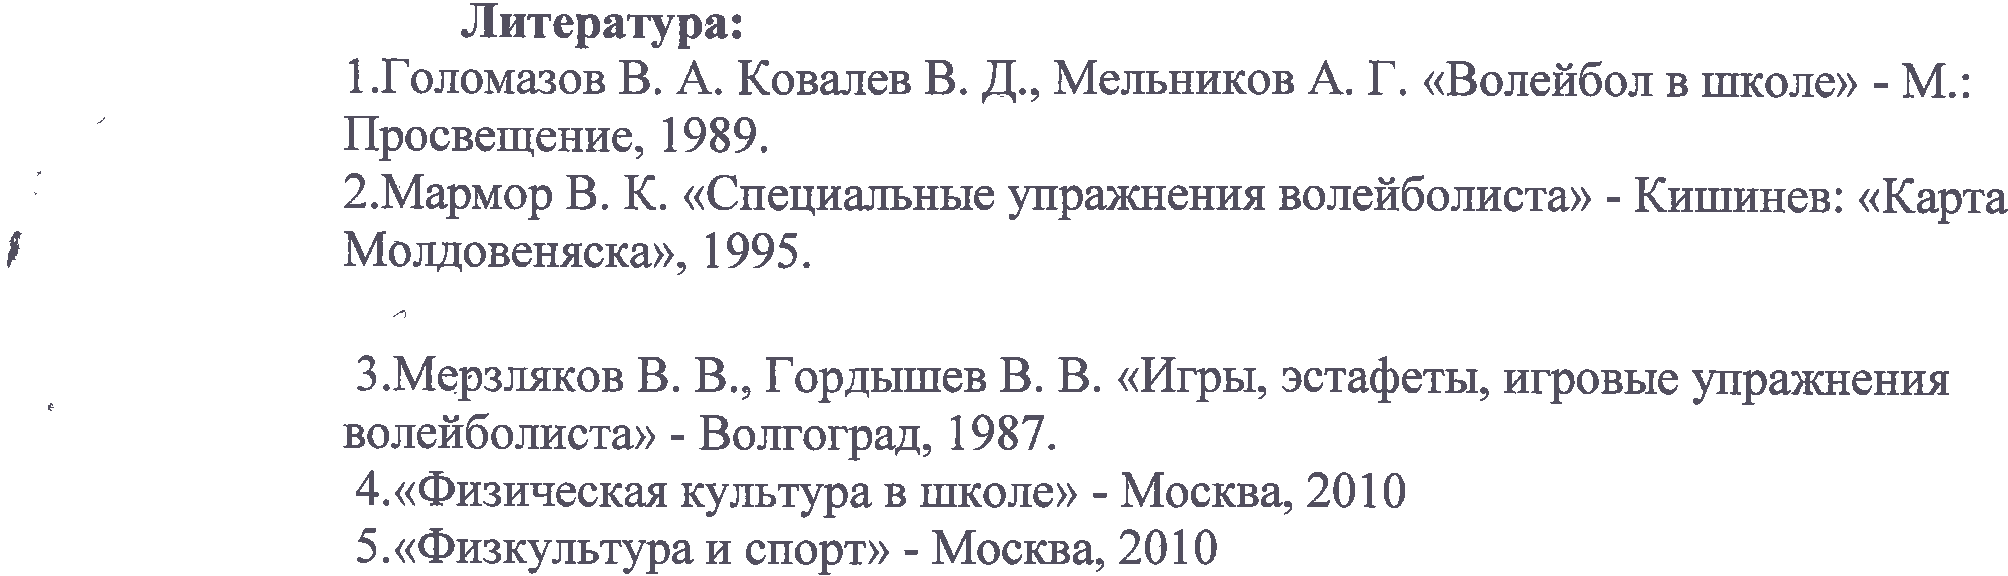 Литература:
1.Голомазов В. А. Ковалев В. Д., Мельников А. Г. «Волейбол в школе» - М.:
Просвещение, 1989.
2.Мармор В. К. «Специальные упражнения волейболиста» - Кишинев: «Карта
Молдовеняска», 1995.
3.Мерзляков В. В., Гордышев В. В. «Игры, эстафеты, игровые упражнения
волейболиста» - Волгоград, 1987.
4.«Физическая культура в школе» - Москва, 2010
5.«Физкультура и спорт» - Москва, 2010